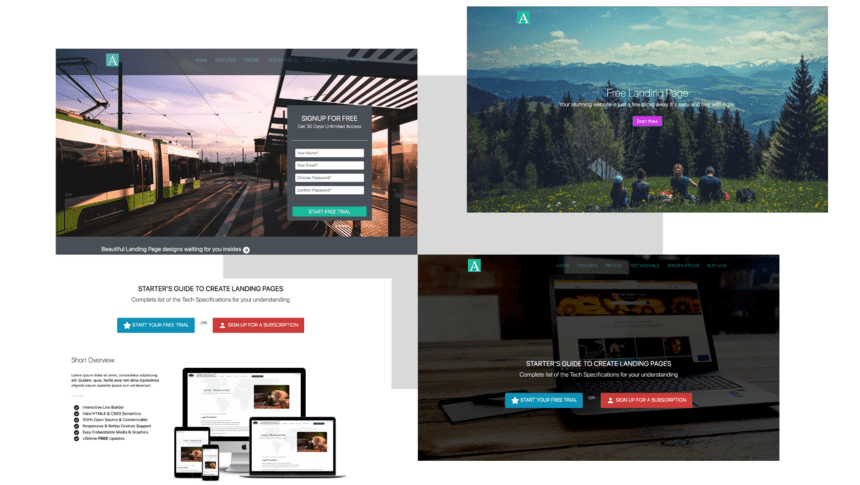 A
HOME FEATURES PRICING TESTIMONIALS
SIGNUP FOR FREE
Get 30 Days Unlimited Access
Your Name*
Your Email*
Choose Password*
Confirm Password*
START FREE TRIAL
Beautiful Landing Page designs waiting for you insides
STARTER'S GUIDE TO CREATE LANDING PAGES
Complete list of the Tech Specifications for your understanding
START YOUR FREE TRIAL
-OR-
SIGN UP FOR A SUBSCRIPTION
Short Overview
Lorem ipsum dolor sit amet, consectetur adipisicing
elit.
Interactive Live Builder
Valid HTML5 & CSS3 Semantics
100% Open Source & Customizable
Responsive & Retina Devices Support
Easy Embeddable Media & Graphics
Lifetime FREE Updates
A
Free Landing Page
Your stunning website is just a few clicks away. It's easy and free with Agile
Start Now
A
HOME FEATURES PRICING TESTIMONIALS SPECIFICATIONS BUY NOW
STARTER'S GUIDE TO CREATE LANDING PAGES
Complete list of the Tech Specifications for your understanding
START YOUR FREE TRIAL
-OR-
SIGN UP FOR A SUBSCRIPTION